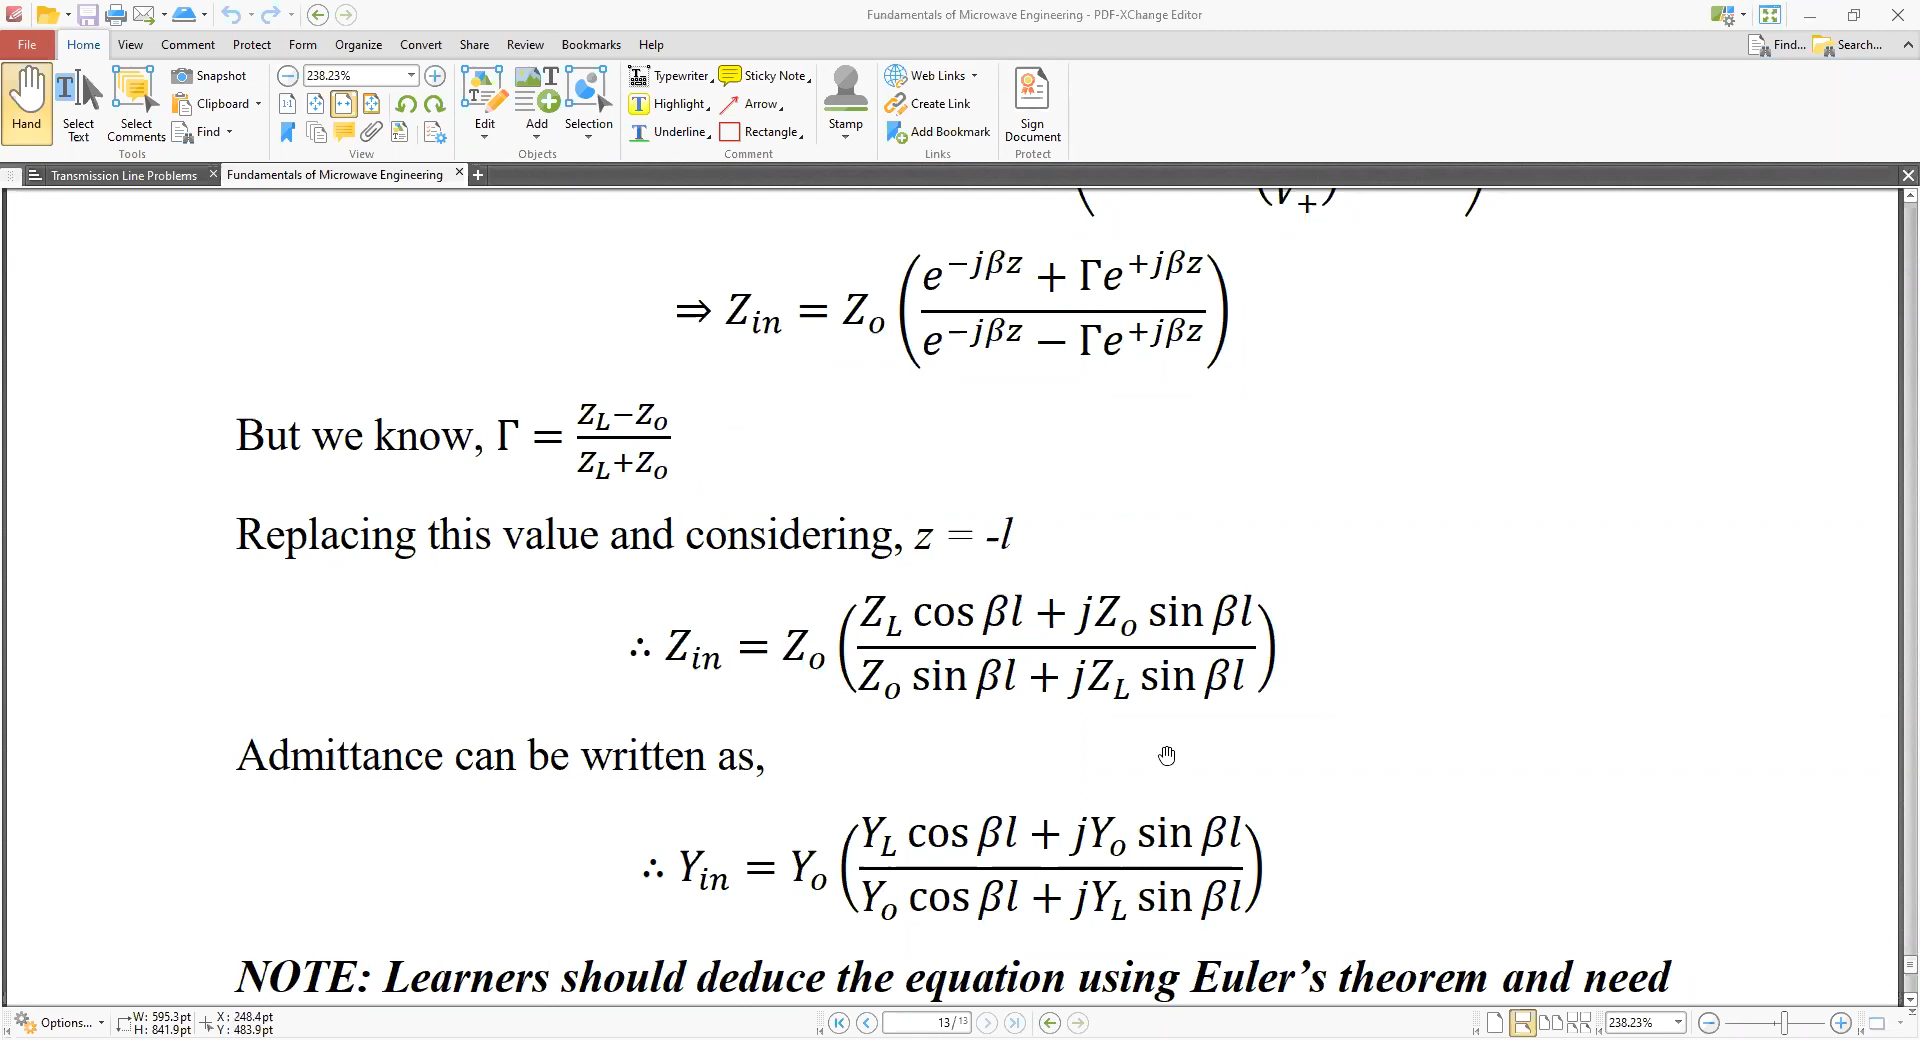 Fundamentals of Microwave Engineering - PDF-XChange Editor
File Home View Comment Protect Form Organize Convert Share Review Bookmarks Help Find... Search...
Hand
Select Text
Select Comments
Snapshot
Clipboard
Find
Tools
238.23%
1:1
View
Edit
Add
Selection
Objects
Typewriter
Highlight
Underline
Sticky Note
Arrow
Rectangle
Comment
Stamp
Web Links
Create Link
Add Bookmark
Links
Sign Document
Protect
Transmission Line Problems Fundamentals of Microwave Engineering
(V₊)
⇒ Z_in = Z_o ( (e^{−jβz} + Γe^{+jβz}) / (e^{−jβz} − Γe^{+jβz}) )
But we know, Γ = (Z_L−Z_o) / (Z_L+Z_o)
Replacing this value and considering, z = -l
∴ Z_in = Z_o ( (Z_L cos βl + jZ_o sin βl) / (Z_o sin βl + jZ_L sin βl) )
Admittance can be written as,
∴ Y_in = Y_o ( (Y_L cos βl + jY_o sin βl) / (Y_o cos βl + jY_L sin βl) )
NOTE: Learners should deduce the equation using Euler’s theorem and need
Options... W: 595.3pt X: 248.4pt 13/13 238.23%
H: 841.9pt Y: 483.9pt